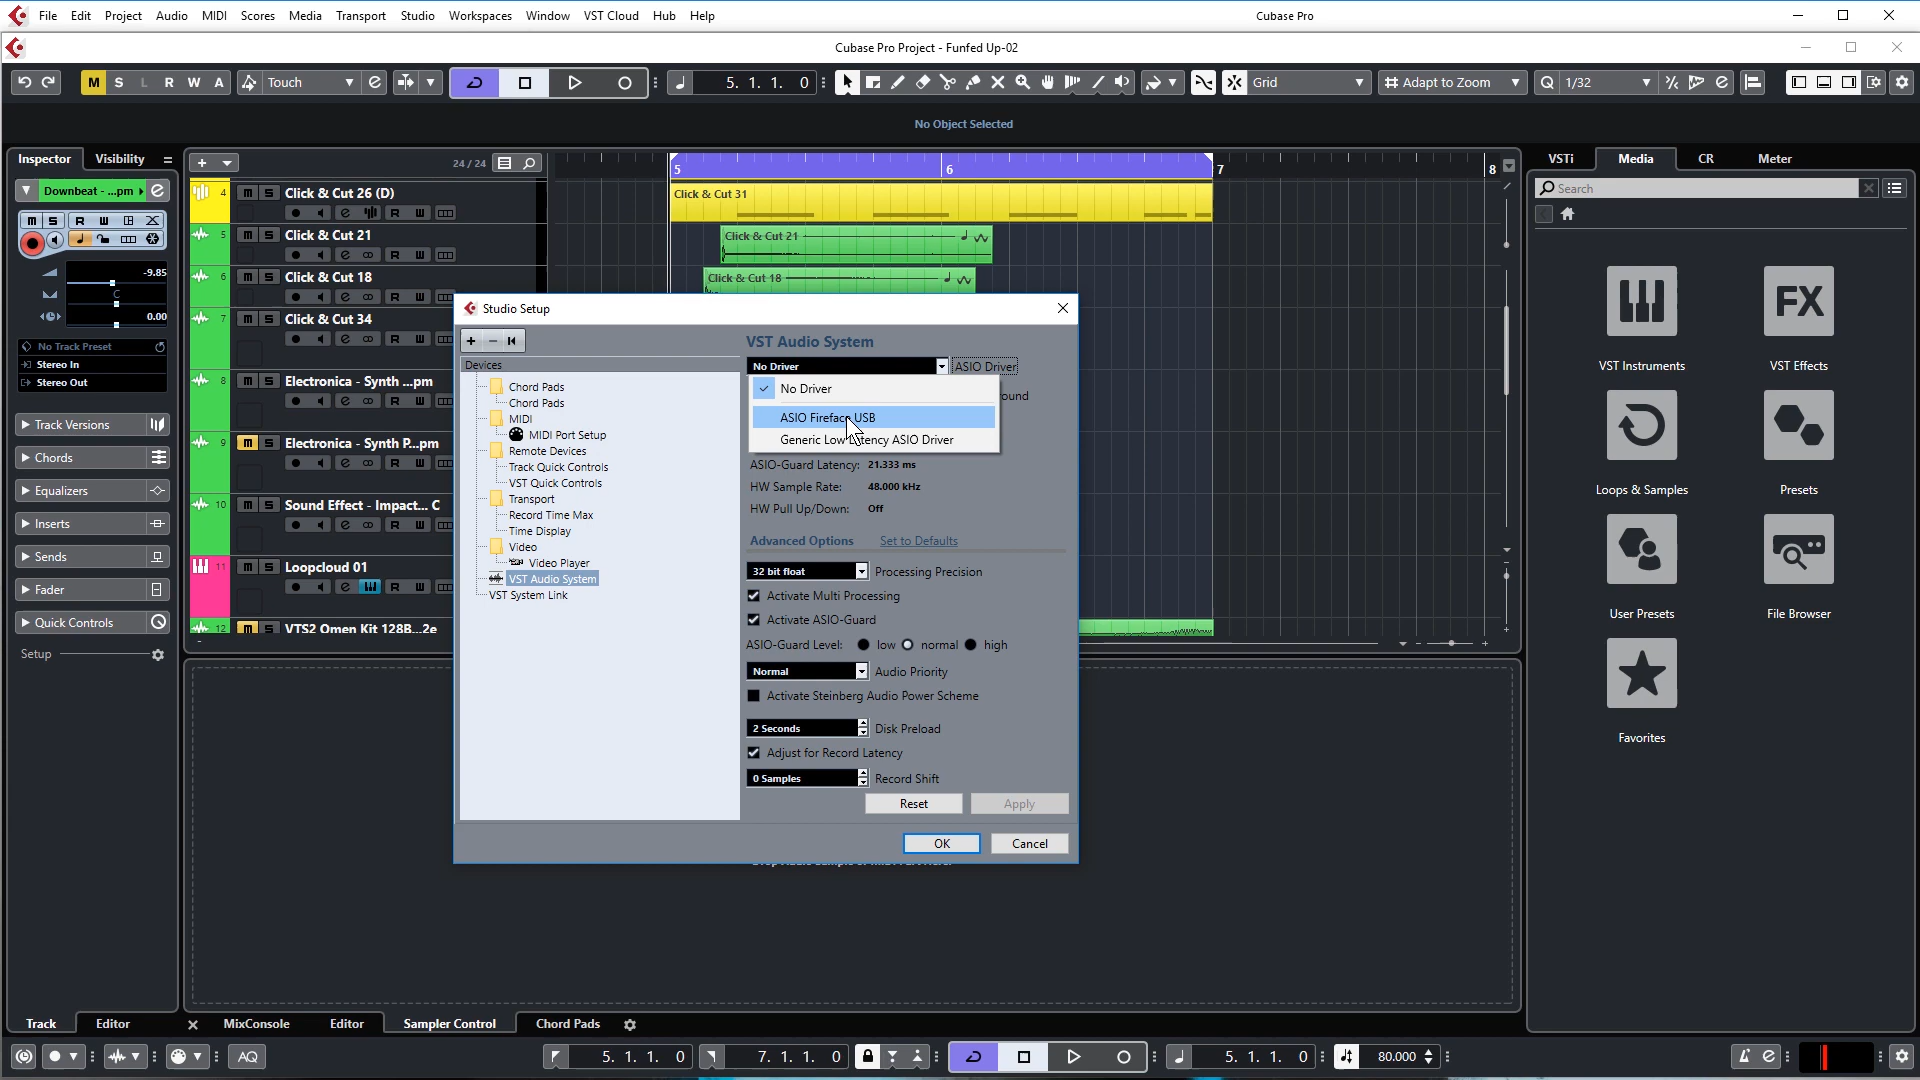 File Edit Project Audio MIDI Scores Media Transport Studio Workspaces Window VST Cloud Hub Help Cubase Pro
Cubase Pro Project - Funfed Up-02
M S L R W A Touch 5. 1. 1. 0 Grid Adapt to Zoom Q 1/32
No Object Selected
Inspector Visibility 24 / 24 5 6 7 8 VSTi Media CR Meter
Downbeat - ...pm
Search
4 m S Click & Cut 26 (D)
Click & Cut 31
5 m S Click & Cut 21
Click & Cut 21
6 m S Click & Cut 18
Click & Cut 18
7 m S Click & Cut 34
8 m S Electronica - Synth ...pm
9 m S Electronica - Synth P...pm
10 m S Sound Effect - Impact... C
11 m S Loopcloud 01
12 m S VTS2 Omen Kit 128B...2e
-9.85
C
0.00
No Track Preset
Stereo In
Stereo Out
Track Versions
Chords
Equalizers
Inserts
Sends
Fader
Quick Controls
Setup
Studio Setup
Devices
Chord Pads
Chord Pads
MIDI
MIDI Port Setup
Remote Devices
Track Quick Controls
VST Quick Controls
Transport
Record Time Max
Time Display
Video
Video Player
VST Audio System
VST System Link
VST Audio System
No Driver ASIO Driver
No Driver
ound
ASIO Fireface USB
Generic Low Latency ASIO Driver
ASIO-Guard Latency: 21.333 ms
HW Sample Rate: 48.000 kHz
HW Pull Up/Down: Off
Advanced Options Set to Defaults
32 bit float Processing Precision
Activate Multi Processing
Activate ASIO-Guard
ASIO-Guard Level: low normal high
Normal Audio Priority
Activate Steinberg Audio Power Scheme
2 Seconds Disk Preload
Adjust for Record Latency
0 Samples Record Shift
Reset Apply
OK Cancel
FX
VST Instruments VST Effects
Loops & Samples Presets
User Presets File Browser
Favorites
Track Editor MixConsole Editor Sampler Control Chord Pads
AQ 5. 1. 1. 0 7. 1. 1. 0 5. 1. 1. 0 80.000